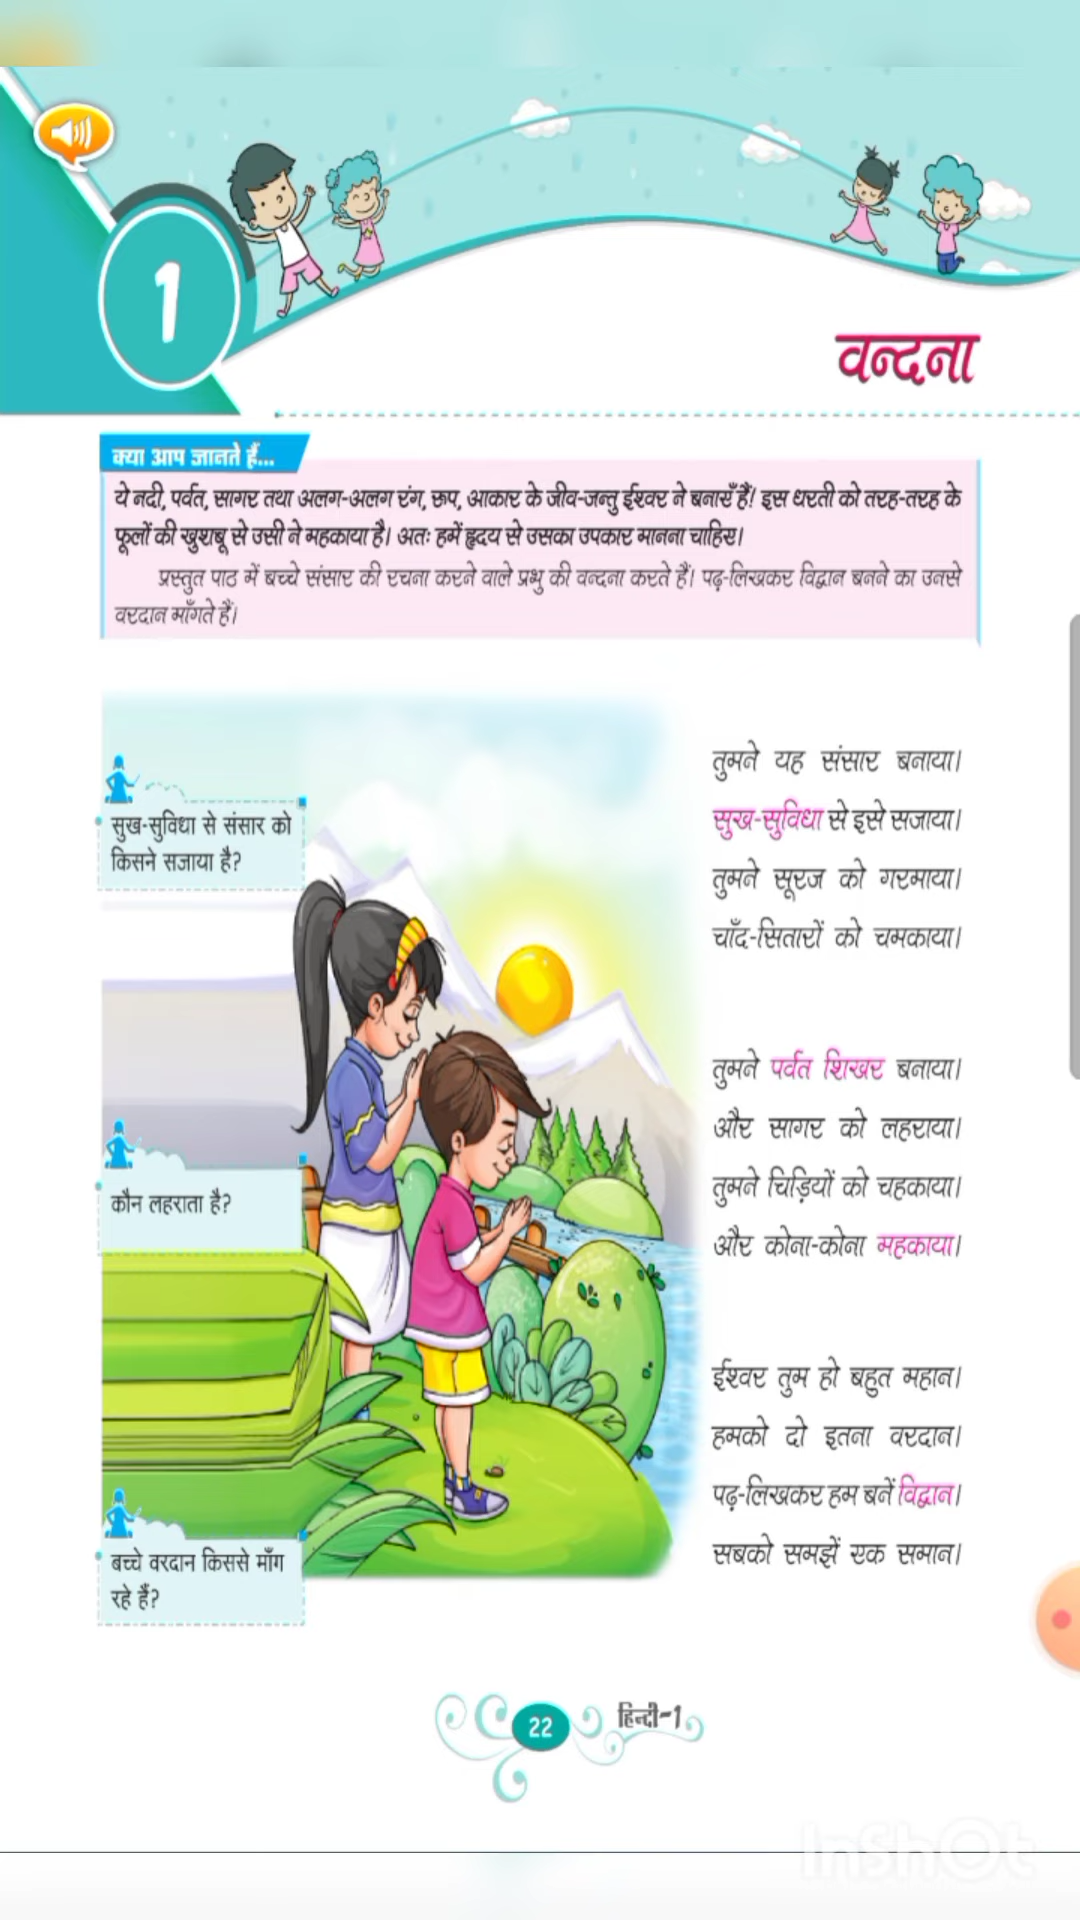 1
वन्दना
क्या आप जानते हैं...
ये नदी, पर्वत, सागर तथा अलग-अलग रंग, रूप, आकार के जीव-जन्तु ईश्वर ने बनाएँ हैं! इस धरती को तरह-तरह के
फूलों की खुशबू से उसी ने महकाया है। अतः हमें हृदय से उसका उपकार मानना चाहिए।
प्रस्तुत पाठ में बच्चे संसार की रचना करने वाले प्रभु की वन्दना करते हैं। पढ़-लिखकर विद्वान बनने का उनसे
वरदान माँगते हैं।
तुमने यह संसार बनाया।
सुख-सुविधा से इसे सजाया।
तुमने सूरज को गरमाया।
चाँद-सितारों को चमकाया।
सुख-सुविधा से संसार को
किसने सजाया है?
तुमने पर्वत शिखर बनाया।
और सागर को लहराया।
तुमने चिड़ियों को चहकाया।
और कोना-कोना महकाया।
कौन लहराता है?
ईश्वर तुम हो बहुत महान।
हमको दो इतना वरदान।
पढ़-लिखकर हम बनें विद्वान।
सबको समझें एक समान।
बच्चे वरदान किससे माँग
रहे हैं?
22
हिन्दी-1
InShOt